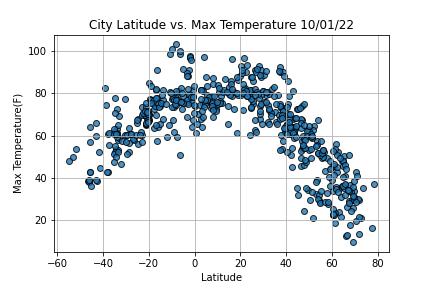 City Latitude vs. Max Temperature 10/01/22
100
80
60
40
20
Max Temperature(F)
−60 −40 −20 0 20 40 60 80
Latitude